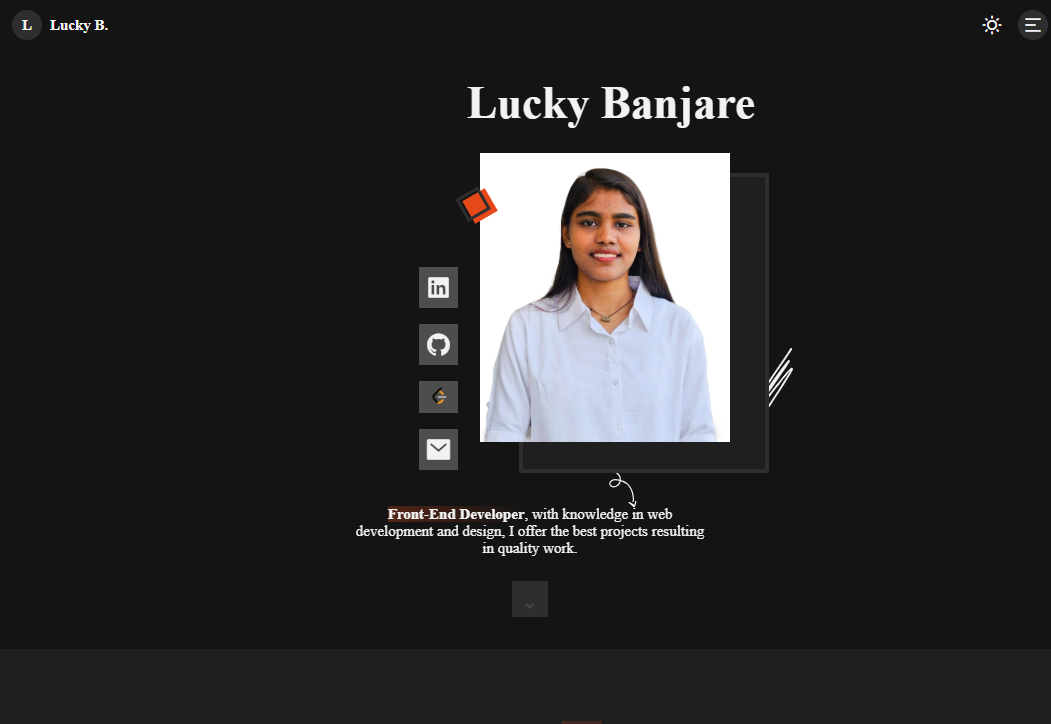 L Lucky B.
Lucky Banjare
in
Front-End Developer, with knowledge in web
development and design, I offer the best projects resulting
in quality work.